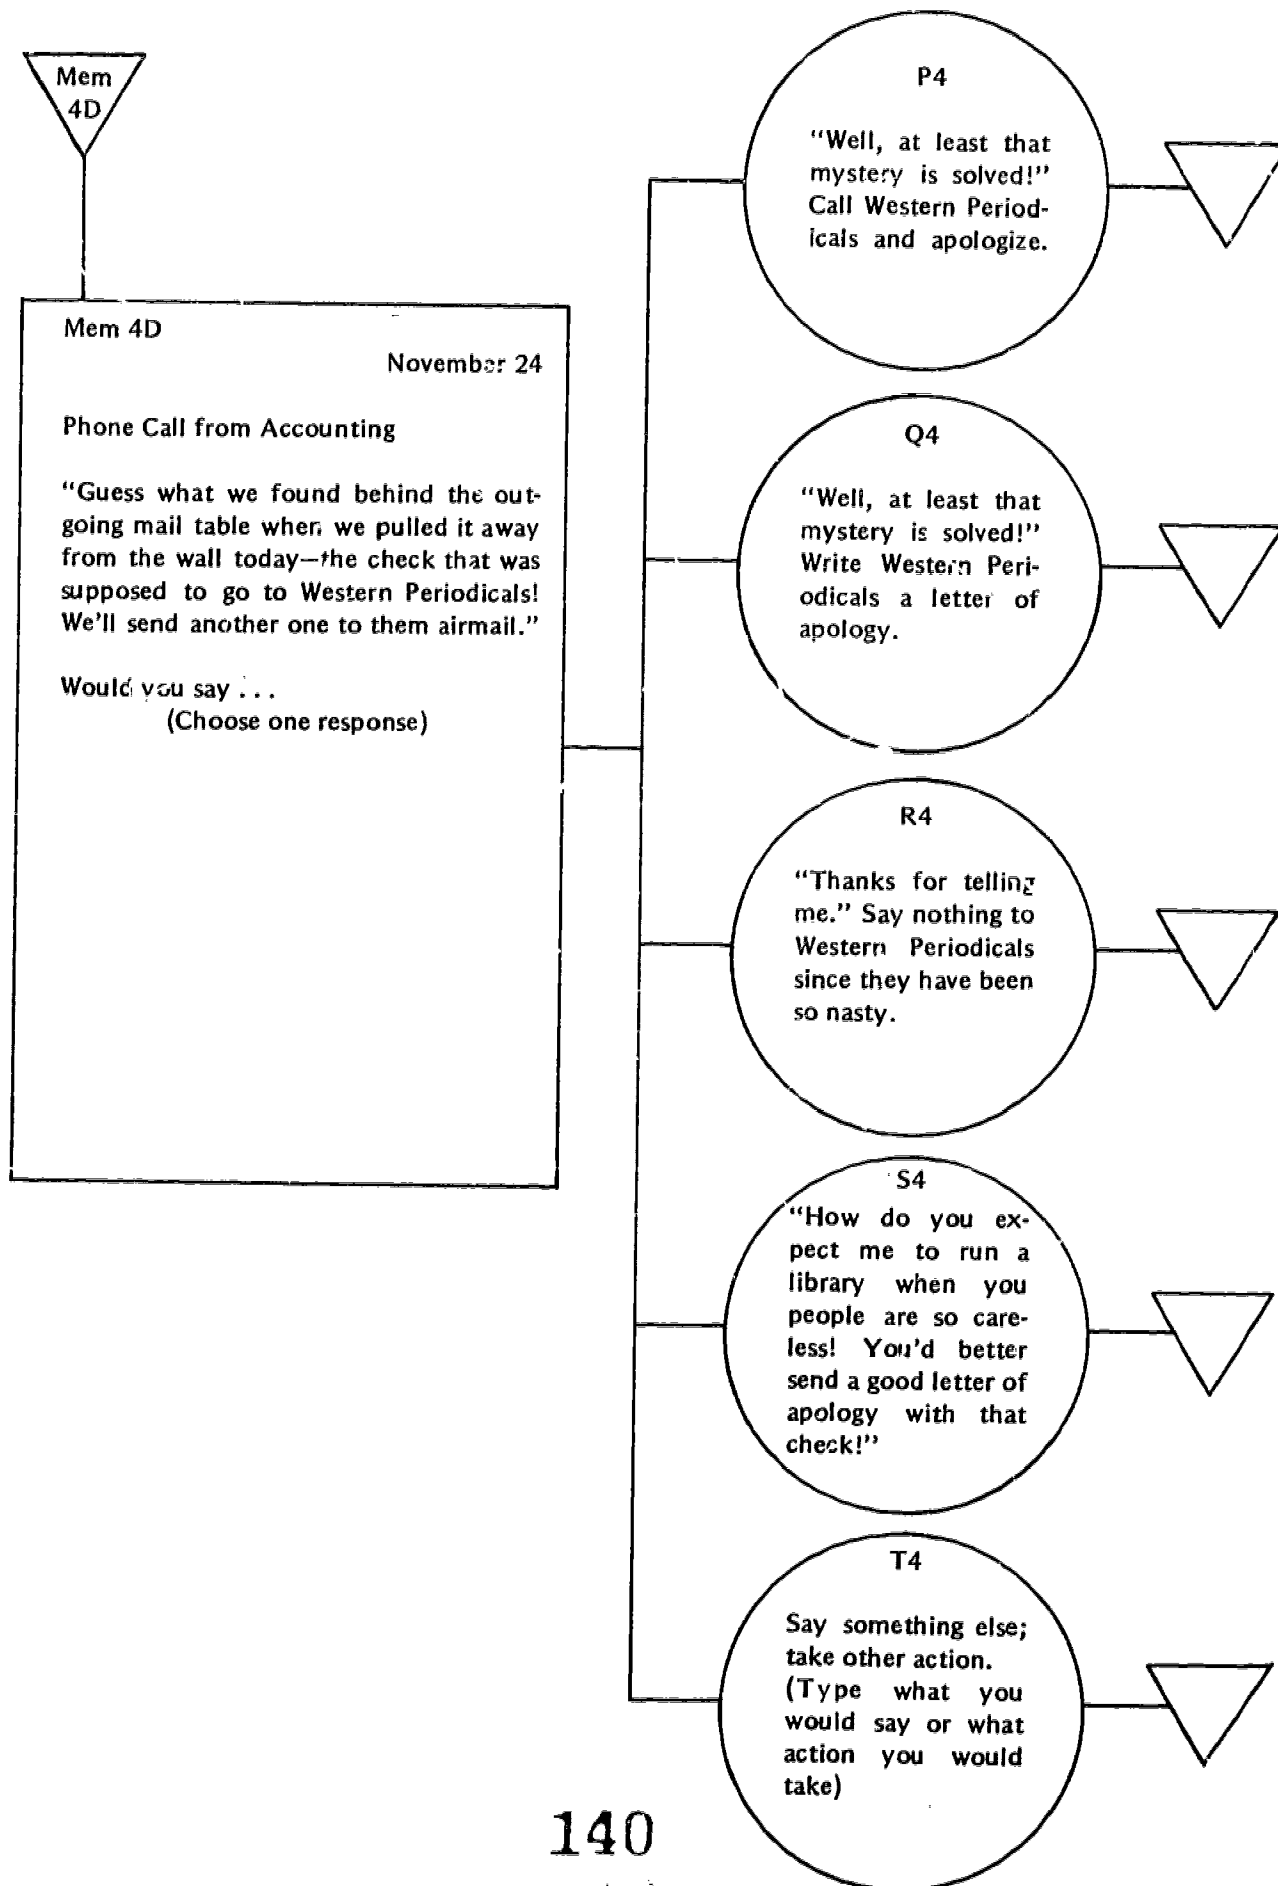 Mem
4D
Mem 4D
November 24
Phone Call from Accounting
“Guess what we found behind the out-
going mail table when we pulled it away
from the wall today—the check that was
supposed to go to Western Periodicals!
We’ll send another one to them airmail.”
Would you say ...
(Choose one response)
P4
“Well, at least that
mystery is solved!”
Call Western Period-
icals and apologize.
Q4
“Well, at least that
mystery is solved!”
Write Western Peri-
odicals a letter of
apology.
R4
“Thanks for telling
me.” Say nothing to
Western Periodicals
since they have been
so nasty.
S4
“How do you ex-
pect me to run a
library when you
people are so care-
less! You’d better
send a good letter of
apology with that
check!”
T4
Say something else;
take other action.
(Type what you
would say or what
action you would
take)
140